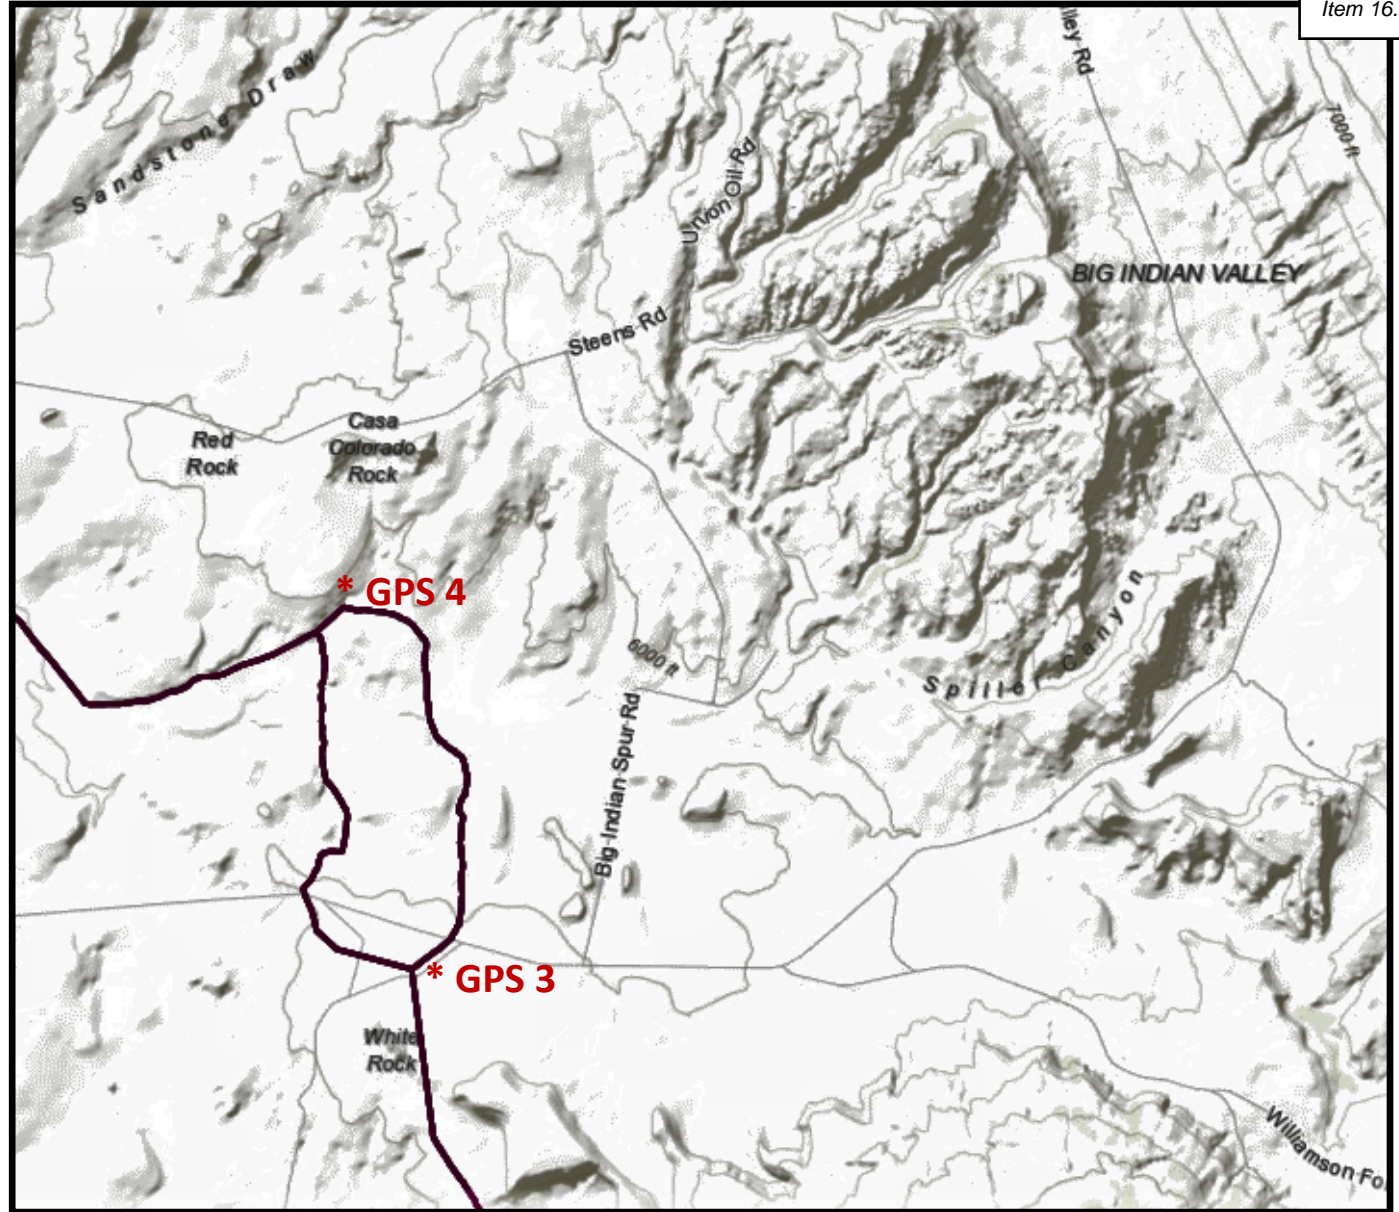 Item 16.
lley Rd
Sandstone Draw
7000 ft
Union Oil Rd
BIG INDIAN VALLEY
Steens Rd
Red
Rock
Casa
Colorado
Rock
* GPS 4
6000 ft
Spiller Canyon
Big Indian Spur Rd
* GPS 3
White
Rock
Williamson Fo